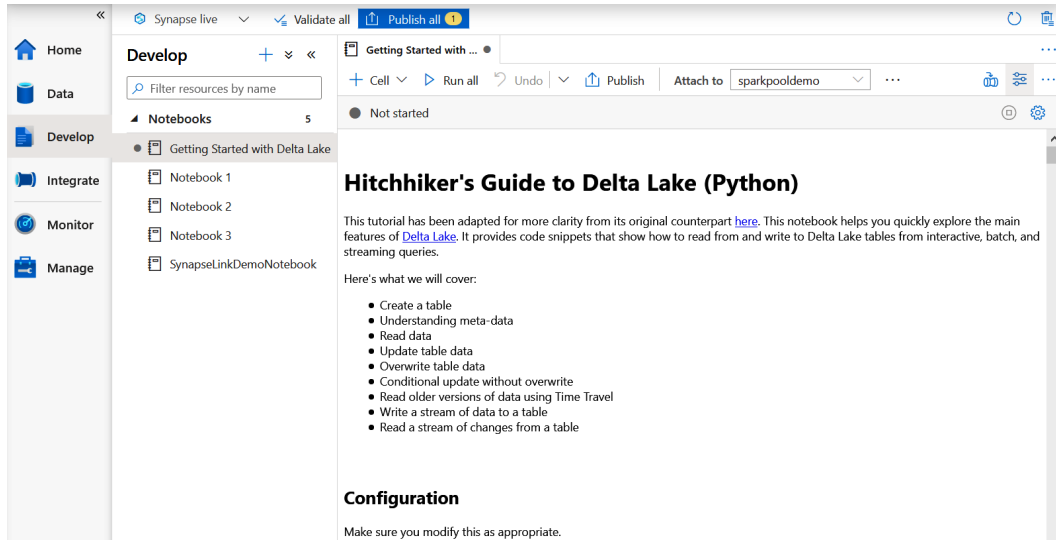 Synapse live
Validate all
Publish all 1
Home
Data
Develop
Integrate
Monitor
Manage
Develop
Filter resources by name
Notebooks 5
Getting Started with Delta Lake
Notebook 1
Notebook 2
Notebook 3
SynapseLinkDemoNotebook
Getting Started with ...
Cell Run all Undo Publish Attach to sparkpooldemo
Not started
Hitchhiker's Guide to Delta Lake (Python)
This tutorial has been adapted for more clarity from its original counterpart here. This notebook helps you quickly explore the main
features of Delta Lake. It provides code snippets that show how to read from and write to Delta Lake tables from interactive, batch, and
streaming queries.
Here's what we will cover:
Create a table
Understanding meta-data
Read data
Update table data
Overwrite table data
Conditional update without overwrite
Read older versions of data using Time Travel
Write a stream of data to a table
Read a stream of changes from a table
Configuration
Make sure you modify this as appropriate.